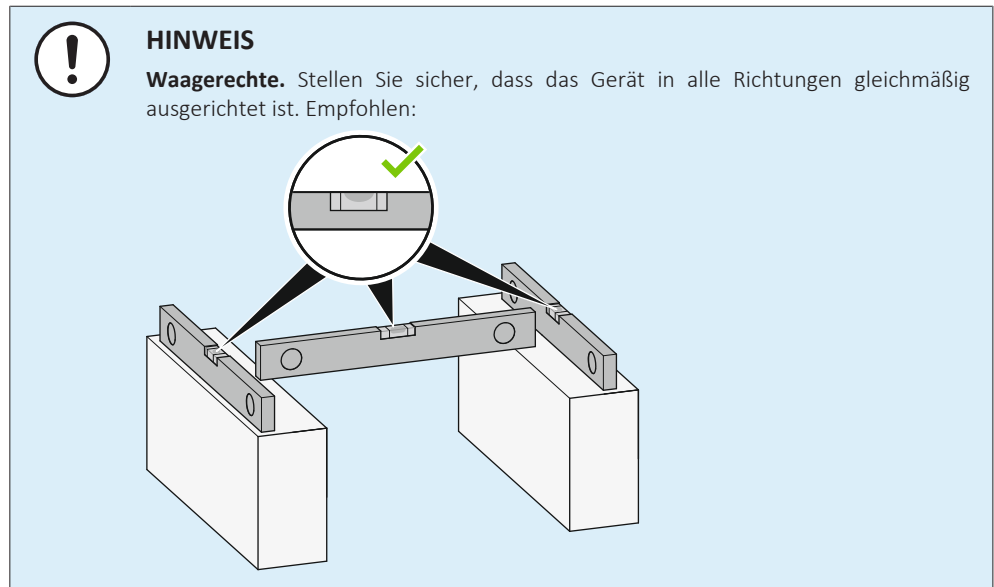 HINWEIS
Waagerechte. Stellen Sie sicher, dass das Gerät in alle Richtungen gleichmäßig
ausgerichtet ist. Empfohlen: